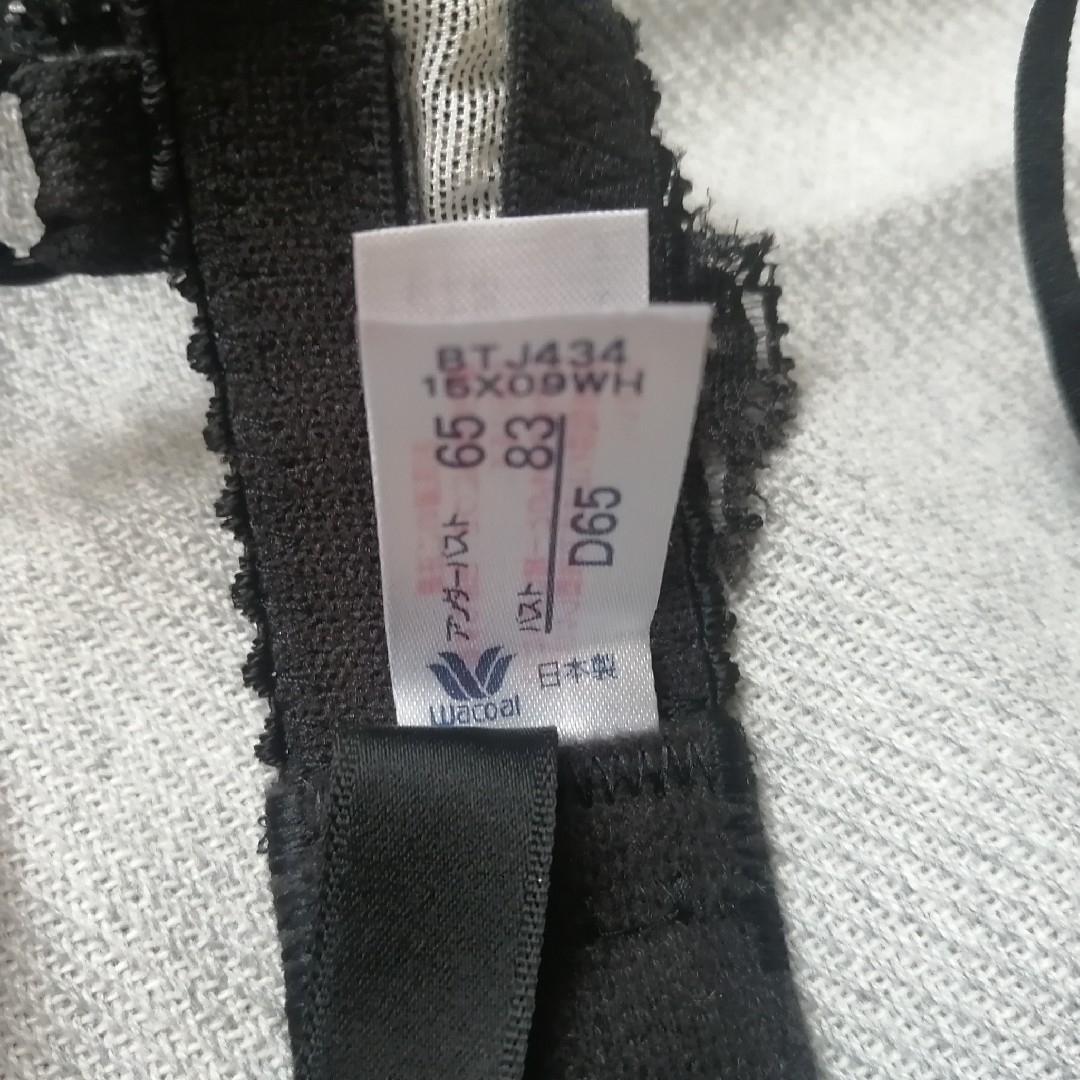 BTJ434
15X09WH
アンダーバスト 65
バスト 83
D65
Wacoal
日本製